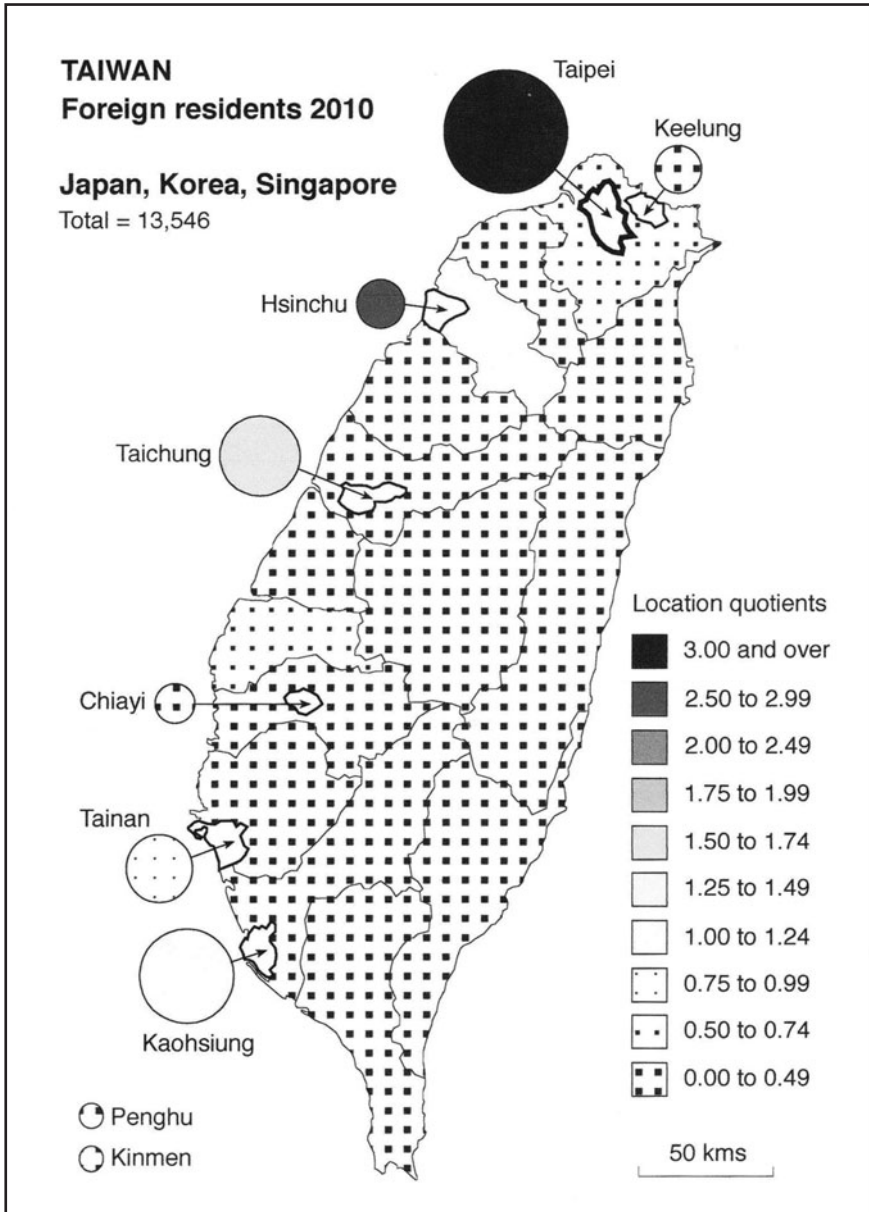 TAIWAN
Foreign residents 2010
Japan, Korea, Singapore
Total = 13,546
Taipei
Keelung
Hsinchu
Taichung
Chiayi
Tainan
Kaohsiung
Penghu
Kinmen
Location quotients
3.00 and over
2.50 to 2.99
2.00 to 2.49
1.75 to 1.99
1.50 to 1.74
1.25 to 1.49
1.00 to 1.24
0.75 to 0.99
0.50 to 0.74
0.00 to 0.49
50 kms